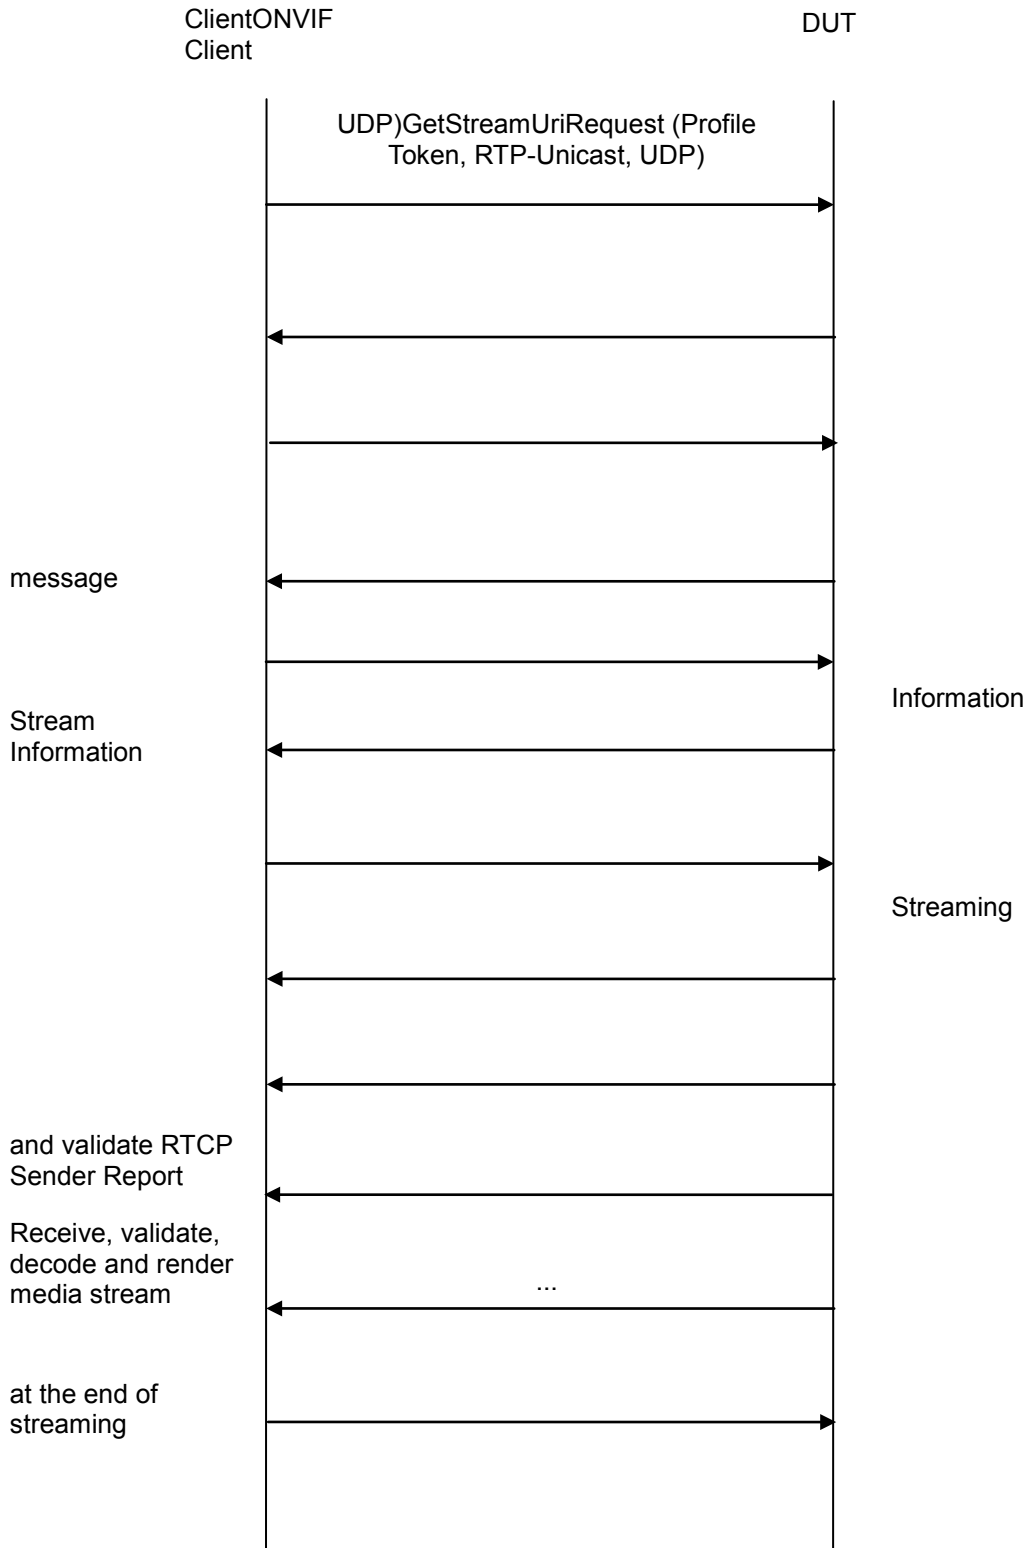 ClientONVIF
Client
DUT
UDP)GetStreamUriRequest (Profile
Token, RTP-Unicast, UDP)
message
Information
Stream
Information
Streaming
and validate RTCP
Sender Report
Receive, validate,
decode and render
media stream
...
at the end of
streaming